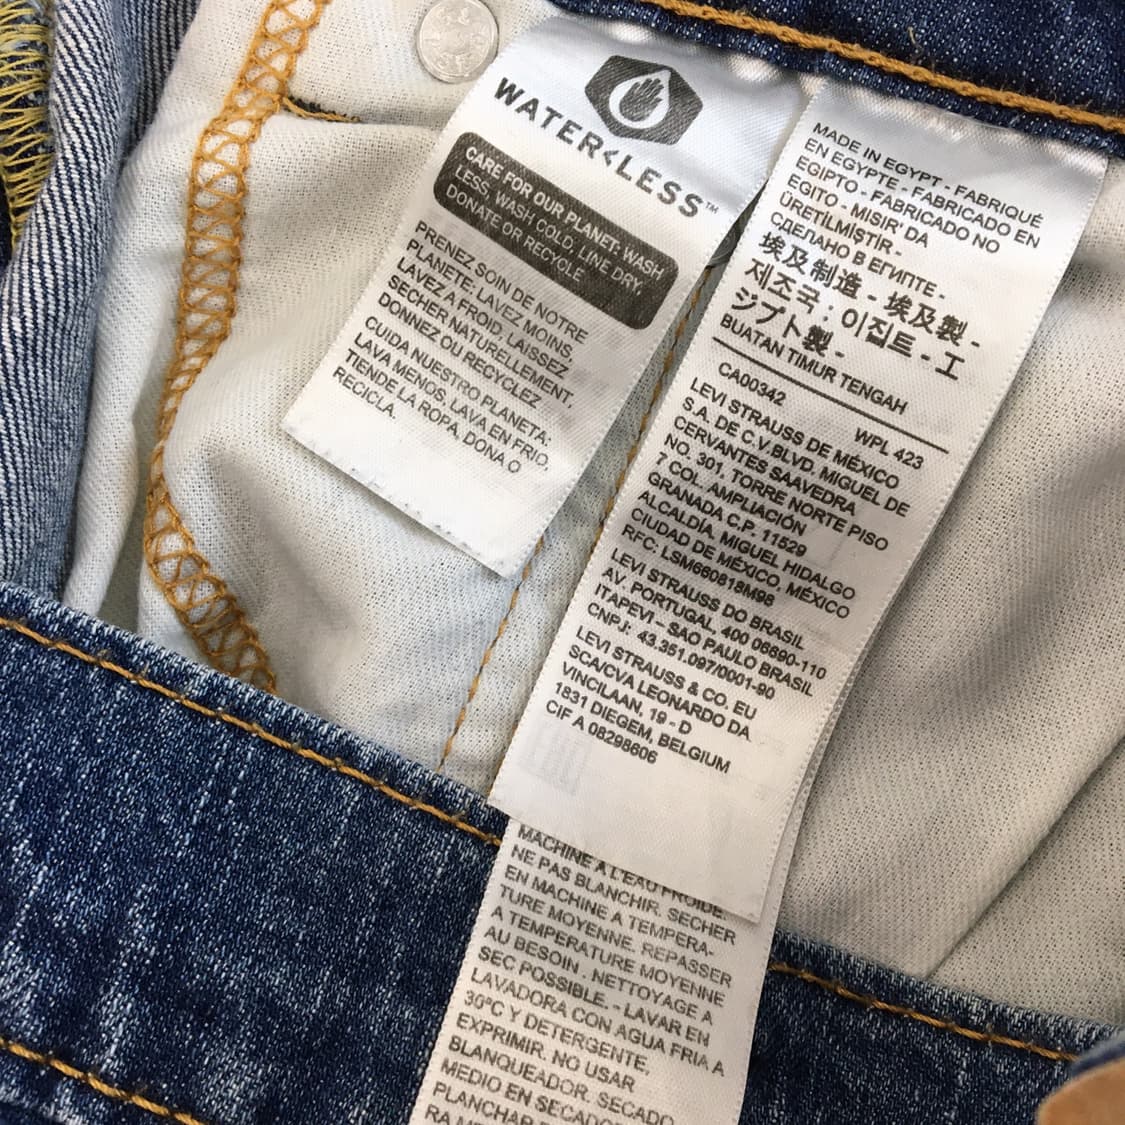 WATER<LESS™
CARE FOR OUR PLANET: WASH
LESS, WASH COLD, LINE DRY,
DONATE OR RECYCLE.
PRENEZ SOIN DE NOTRE
PLANÈTE: LAVEZ MOINS,
LAVEZ A FROID, LAISSEZ
SECHER NATURELLEMENT,
DONNEZ OU RECYCLEZ
CUIDA NUESTRO PLANETA:
LAVA MENOS, LAVA EN FRIO,
TIENDE LA ROPA, DONA O
RECICLA.
MADE IN EGYPT - FABRIQUÉ
EN EGYPTE - FABRICADO EN
EGIPTO - FABRICADO NO
EGITO - MISIR' DA
ÜRETİLMİSTİR -
СДЕЛАНО В ЕГИПТЕ -
埃及制造 - 埃及製 -
제조국 : 이집트 - エ
ジプト製 -
BUATAN TIMUR TENGAH
CA00342 WPL 423
LEVI STRAUSS DE MÉXICO
S.A. DE C.V.BLVD. MIGUEL DE
CERVANTES SAAVEDRA
NO. 301, TORRE NORTE PISO
7 COL. AMPLIACIÓN
GRANADA C.P. 11529
ALCALDÍA, MIGUEL HIDALGO
CIUDAD DE MÉXICO, MÉXICO
RFC: LSM660818M98
LEVI STRAUSS DO BRASIL
AV. PORTUGAL, 400 06690-110
ITAPEVI – SAO PAULO BRASIL
CNPJ: 43.351.097/0001-90
LEVI STRAUSS & CO. EU
SCA/CVA LEONARDO DA
VINCILAAN, 19 - D
1831 DIEGEM, BELGIUM
CIF A 08298606
MACHINE A L'EAU FROIDE.
NE PAS BLANCHIR. SECHER
EN MACHINE A TEMPERA-
TURE MOYENNE. REPASSER
A TEMPERATURE MOYENNE
AU BESOIN . NETTOYAGE A
SEC POSSIBLE. - LAVAR EN
LAVADORA CON AGUA FRIA A
30ºC Y DETERGENTE,
EXPRIMIR. NO USAR
BLANQUEADOR. SECADO
MEDIO EN SECADO
PLANCHAR
RA